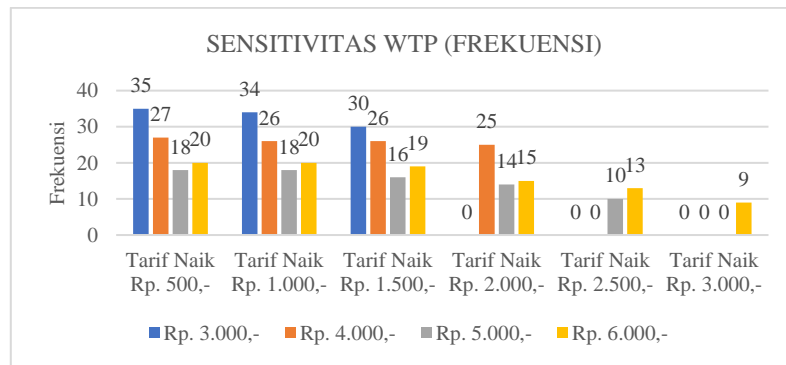 SENSITIVITAS WTP (FREKUENSI)
Frekuensi
40
30
20
10
0
35 27 18 20
34 26 18 20
30 26 16 19
0 25 14 15
0 0 10 13
0 0 0 9
Tarif Naik
Rp. 500,-
Tarif Naik
Rp. 1.000,-
Tarif Naik
Rp. 1.500,-
Tarif Naik
Rp. 2.000,-
Tarif Naik
Rp. 2.500,-
Tarif Naik
Rp. 3.000,-
Rp. 3.000,- Rp. 4.000,- Rp. 5.000,- Rp. 6.000,-